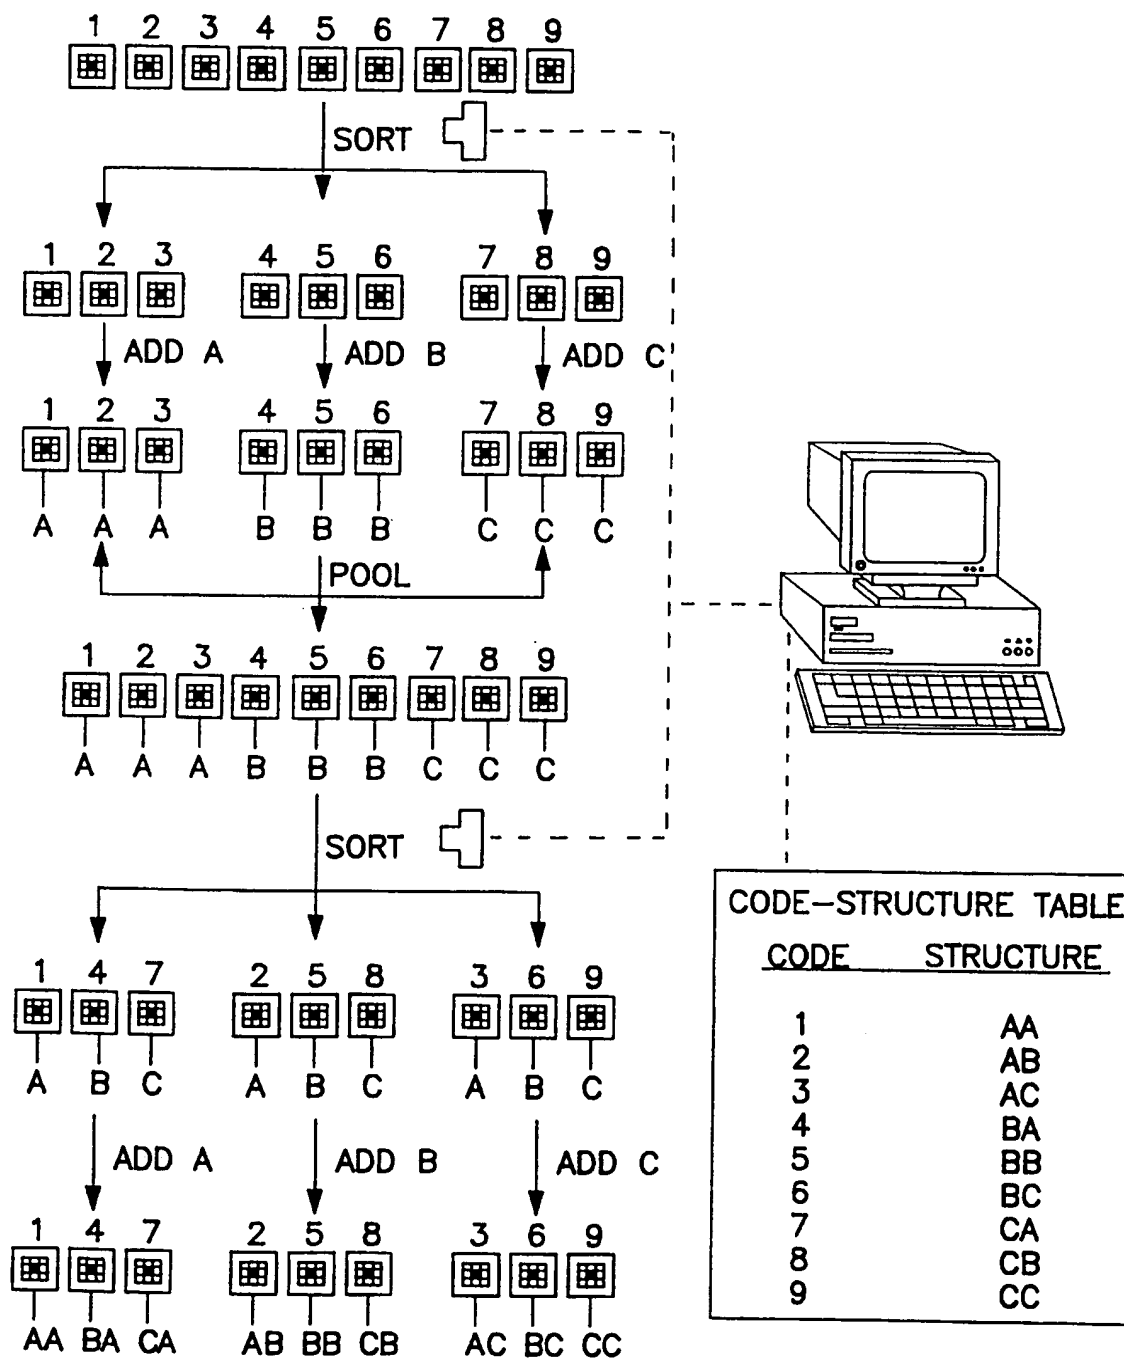 1 2 3 4 5 6 7 8 9
SORT
1 2 3 4 5 6 7 8 9
ADD A ADD B ADD C
1 2 3 4 5 6 7 8 9
A A A B B B C C C
POOL
1 2 3 4 5 6 7 8 9
A A A B B B C C C
SORT
1 4 7 2 5 8 3 6 9
A B C A B C A B C
ADD A ADD B ADD C
1 4 7 2 5 8 3 6 9
AA BA CA AB BB CB AC BC CC
CODE-STRUCTURE TABLE
CODE STRUCTURE
1 AA
2 AB
3 AC
4 BA
5 BB
6 BC
7 CA
8 CB
9 CC